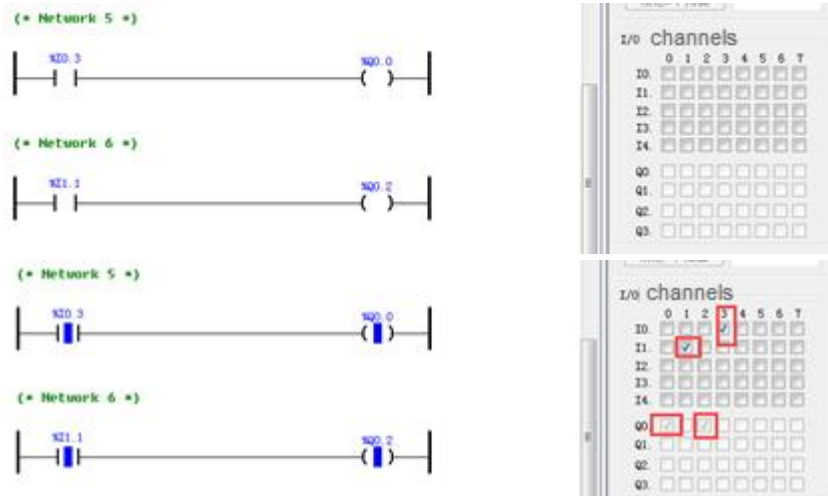 (* Network 5 *)
%I0.3
%Q0.0
(* Network 6 *)
%I1.1
%Q0.2
I/O channels
0 1 2 3 4 5 6 7
I0.
I1.
I2.
I3.
I4.
Q0.
Q1.
Q2.
Q3.
(* Network 5 *)
%I0.3
%Q0.0
(* Network 6 *)
%I1.1
%Q0.2
I/O channels
0 1 2 3 4 5 6 7
I0.
I1.
I2.
I3.
I4.
Q0.
Q1.
Q2.
Q3.